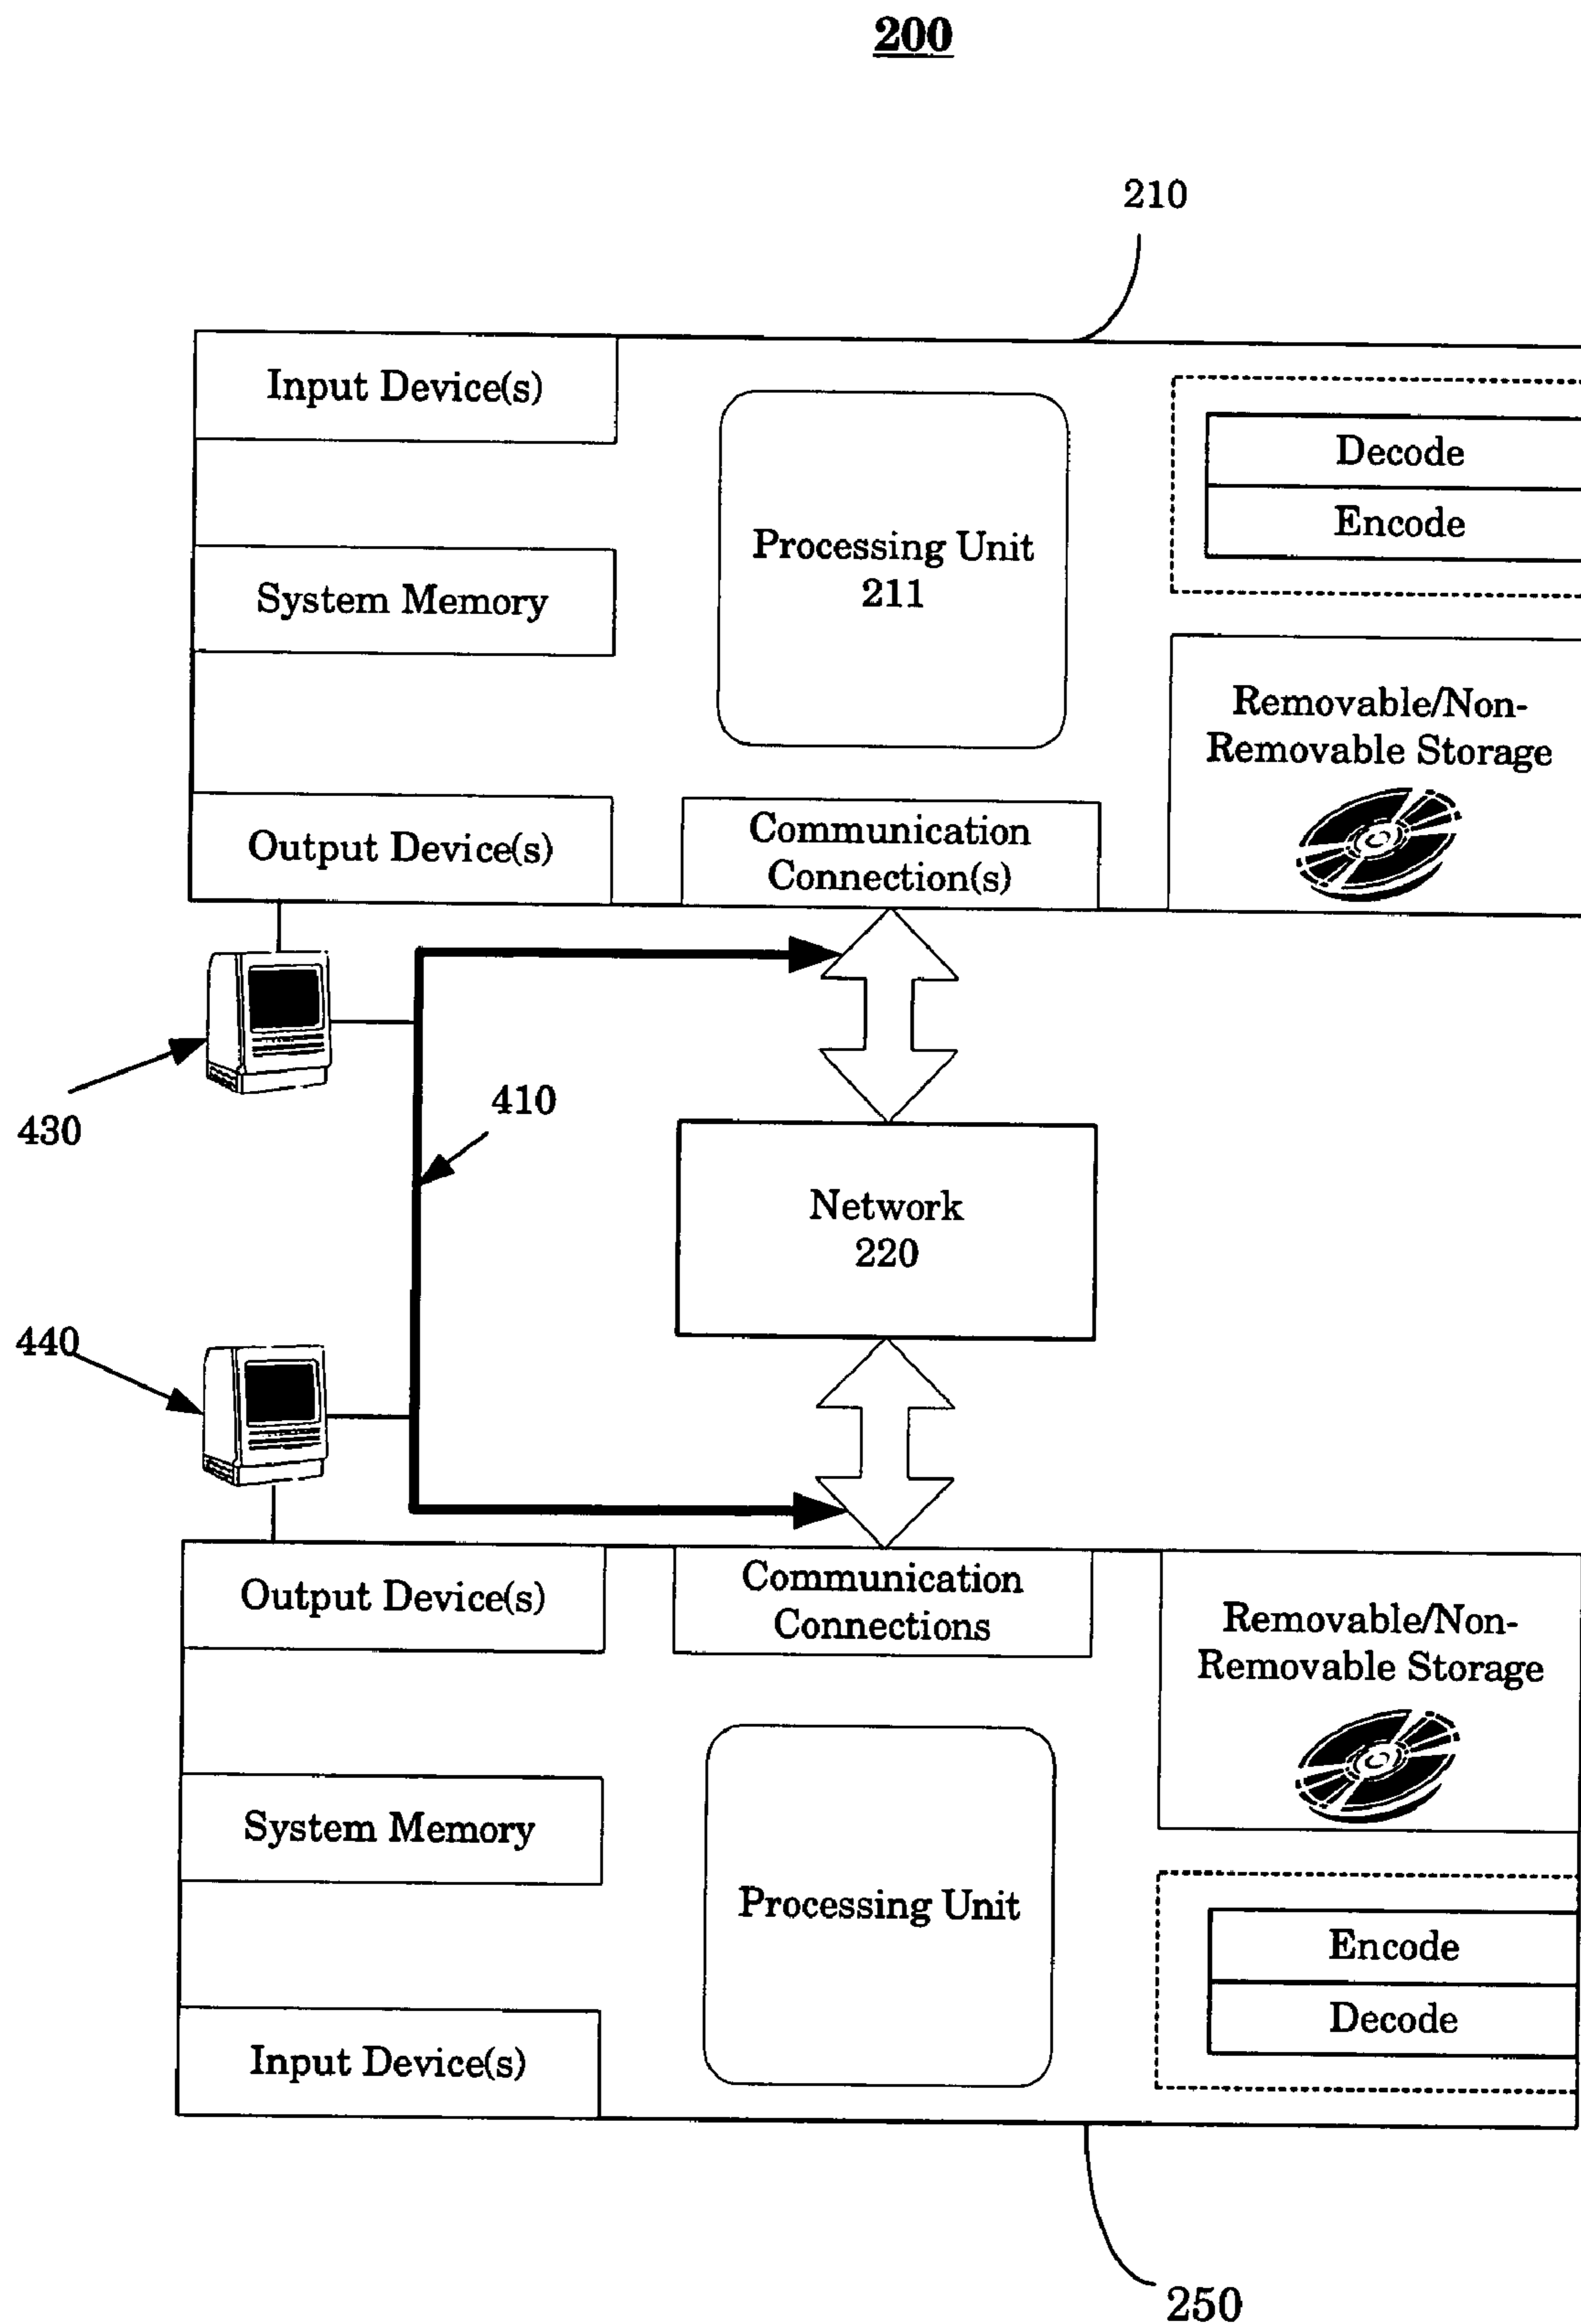 200
210
Input Device(s)
Decode
Encode
Processing Unit
211
System Memory
Removable/Non-
Removable Storage
Output Device(s)
Communication
Connection(s)
430
410
Network
220
440
Output Device(s)
Communication
Connections
Removable/Non-
Removable Storage
System Memory
Processing Unit
Encode
Decode
Input Device(s)
250